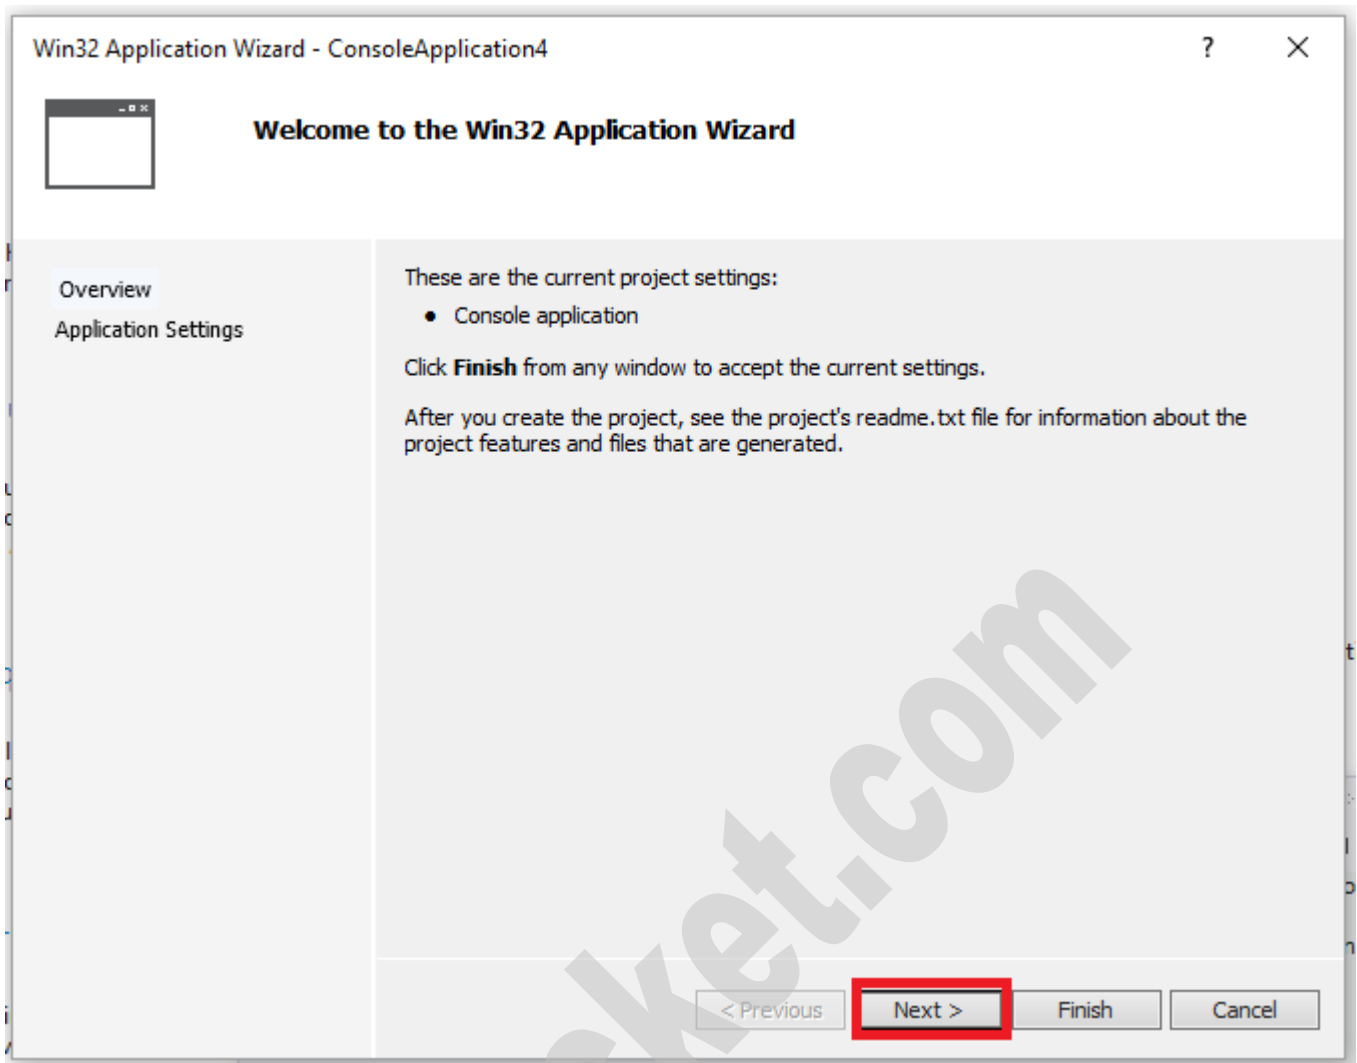 Win32 Application Wizard - ConsoleApplication4
?
Welcome to the Win32 Application Wizard
Overview
Application Settings
These are the current project settings:
• Console application
Click Finish from any window to accept the current settings.
After you create the project, see the project's readme.txt file for information about the
project features and files that are generated.
< Previous
Next >
Finish
Cancel